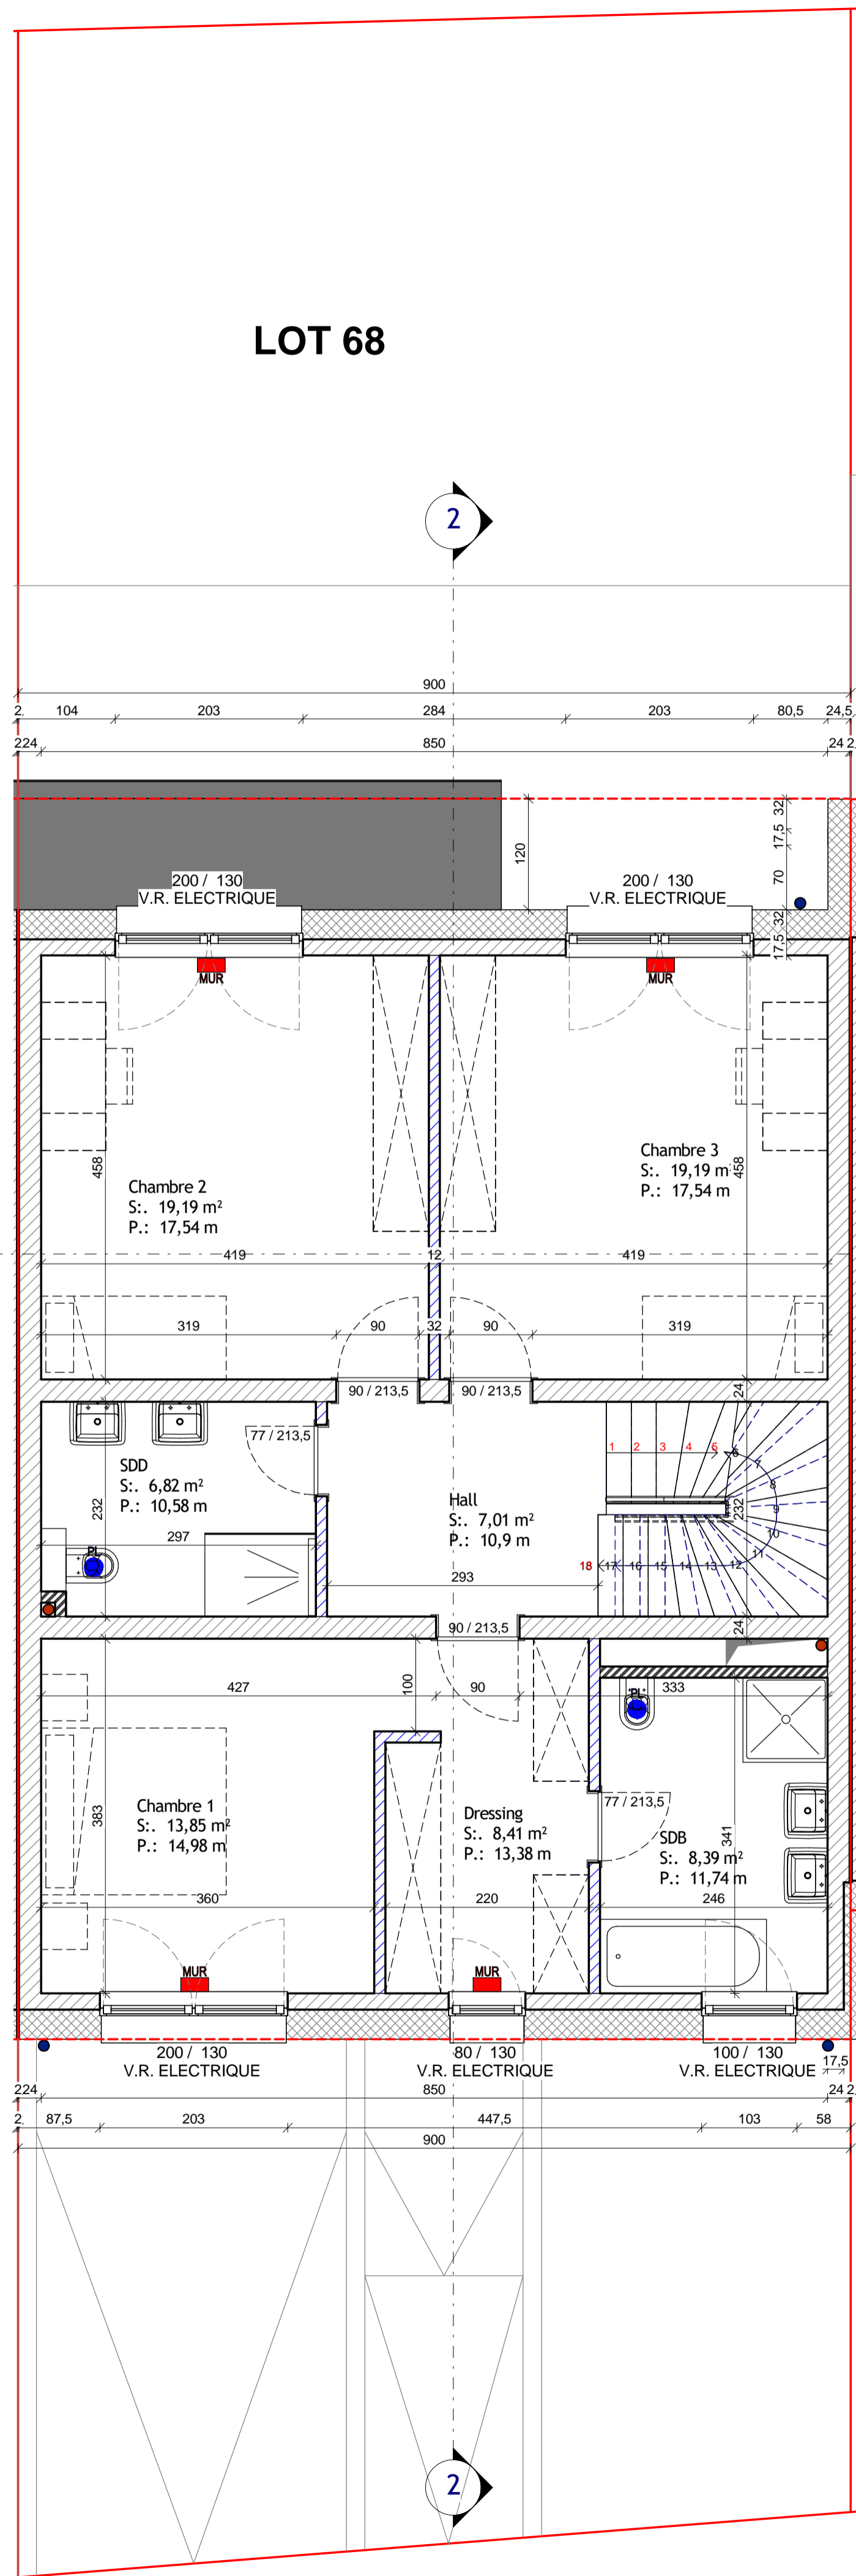 LOT 68
2
900
2. 104 203 284 203 80,5 24,5
224 850 24 2
120
32
17,5
70
32
17,5
200 / 130
V.R. ELECTRIQUE
200 / 130
V.R. ELECTRIQUE
MUR
MUR
Chambre 3
S:. 19,19 m
P.: 17,54 m
458
458
Chambre 2
S:. 19,19 m²
P.: 17,54 m
419 12 419
319 90 32 90 319
90 / 213,5 90 / 213,5
24
77 / 213,5
1 2 3 4 5 6
7
8
9
10
11
18 17 16 15 14 13 12
SDD
S:. 6,82 m²
P.: 10,58 m
232
297
PL
Hall
S:. 7,01 m²
P.: 10,9 m
232
293
90 / 213,5
24
427 100 90 333
PL
Chambre 1
S:. 13,85 m²
P.: 14,98 m
383
77 / 213,5
Dressing
S:. 8,41 m²
P.: 13,38 m
SDB
S:. 8,39 m²
P.: 11,74 m
341
360 220 246
MUR
MUR
200 / 130
V.R. ELECTRIQUE
80 / 130
V.R. ELECTRIQUE
100 / 130
V.R. ELECTRIQUE
17,5
224 850 24 2
2. 87,5 203 447,5 103 58
900
2